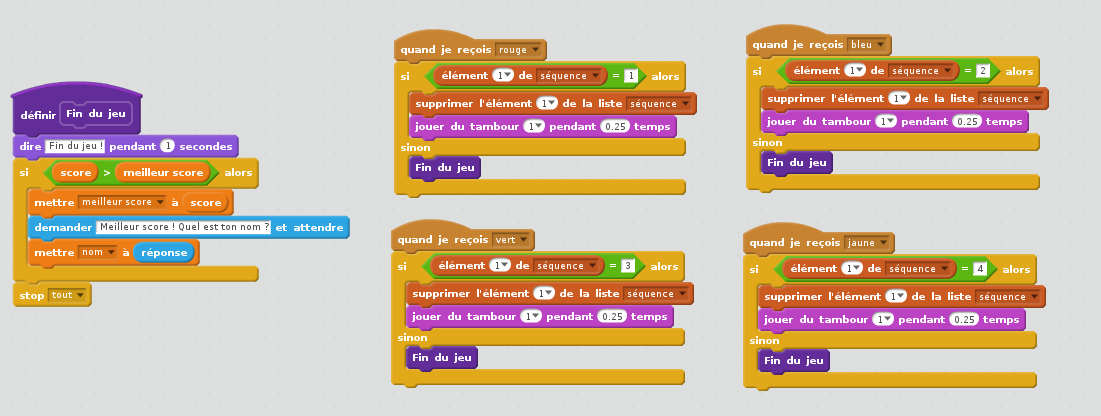 définir Fin du jeu
dire Fin du jeu ! pendant 1 secondes
si score > meilleur score alors
mettre meilleur score à score
demander Meilleur score ! Quel est ton nom ? et attendre
mettre nom à réponse
stop tout
quand je reçois rouge
si élément 1 de séquence = 1 alors
supprimer l'élément 1 de la liste séquence
jouer du tambour 1 pendant 0.25 temps
sinon
Fin du jeu
quand je reçois bleu
si élément 1 de séquence = 2 alors
supprimer l'élément 1 de la liste séquence
jouer du tambour 1 pendant 0.25 temps
sinon
Fin du jeu
quand je reçois vert
si élément 1 de séquence = 3 alors
supprimer l'élément 1 de la liste séquence
jouer du tambour 1 pendant 0.25 temps
sinon
Fin du jeu
quand je reçois jaune
si élément 1 de séquence = 4 alors
supprimer l'élément 1 de la liste séquence
jouer du tambour 1 pendant 0.25 temps
sinon
Fin du jeu